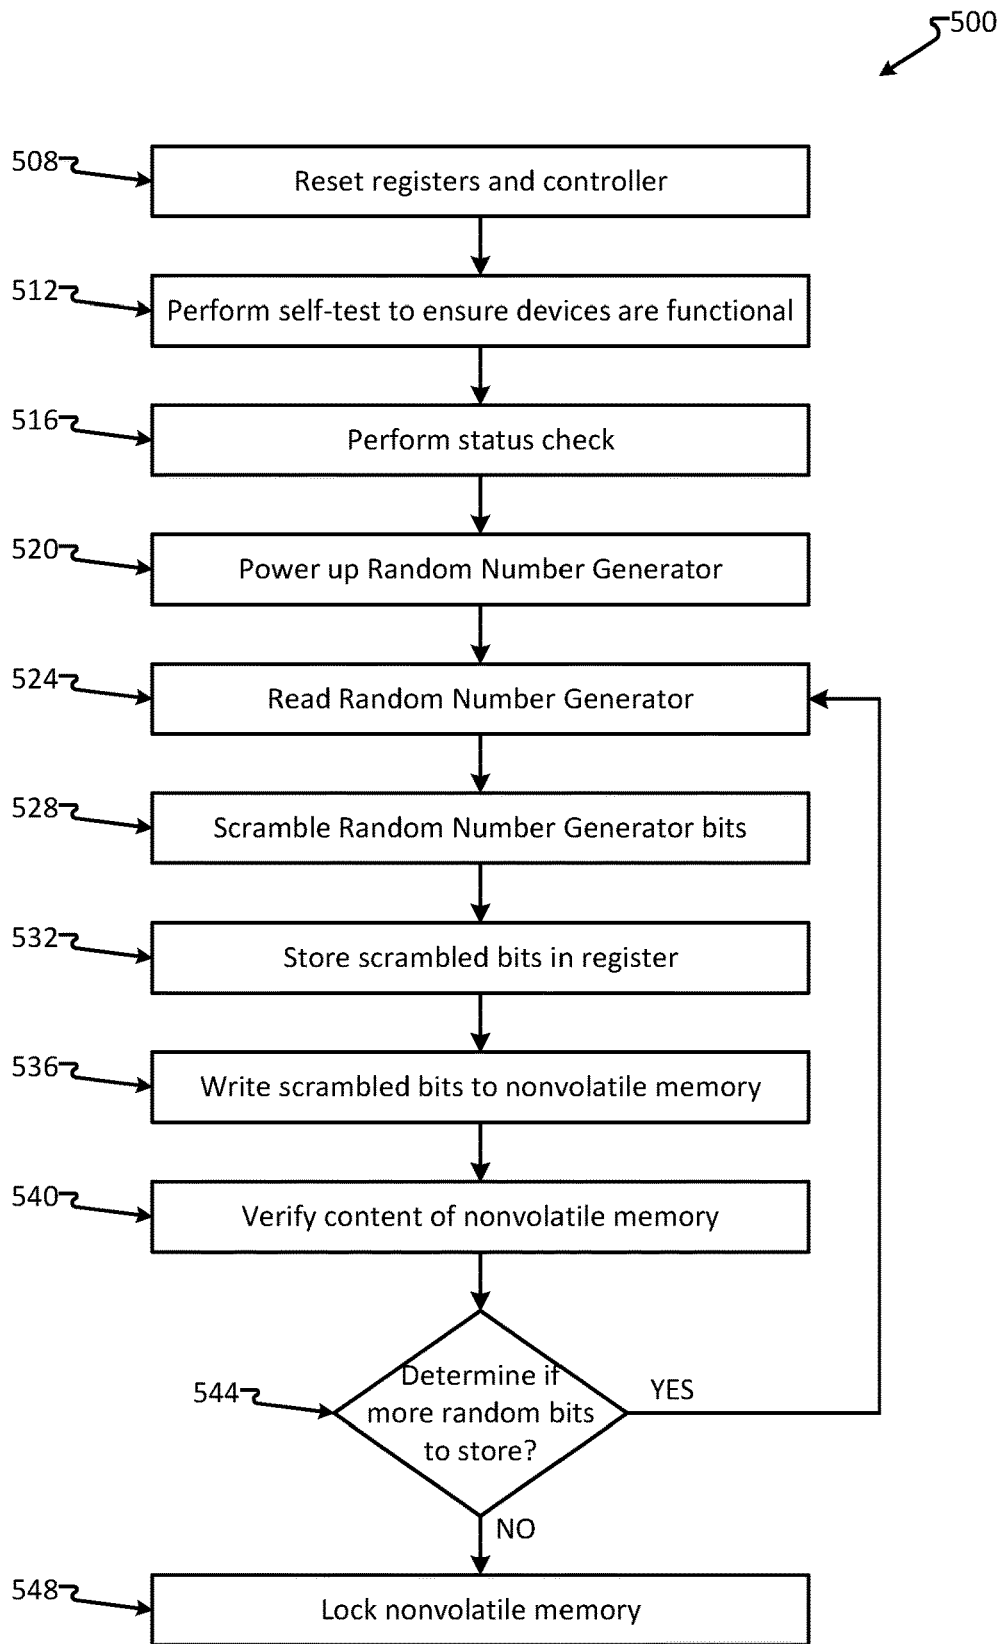 500
508
Reset registers and controller
512
Perform self-test to ensure devices are functional
516
Perform status check
520
Power up Random Number Generator
524
Read Random Number Generator
528
Scramble Random Number Generator bits
532
Store scrambled bits in register
536
Write scrambled bits to nonvolatile memory
540
Verify content of nonvolatile memory
544
Determine if
more random bits
to store?
YES
NO
548
Lock nonvolatile memory